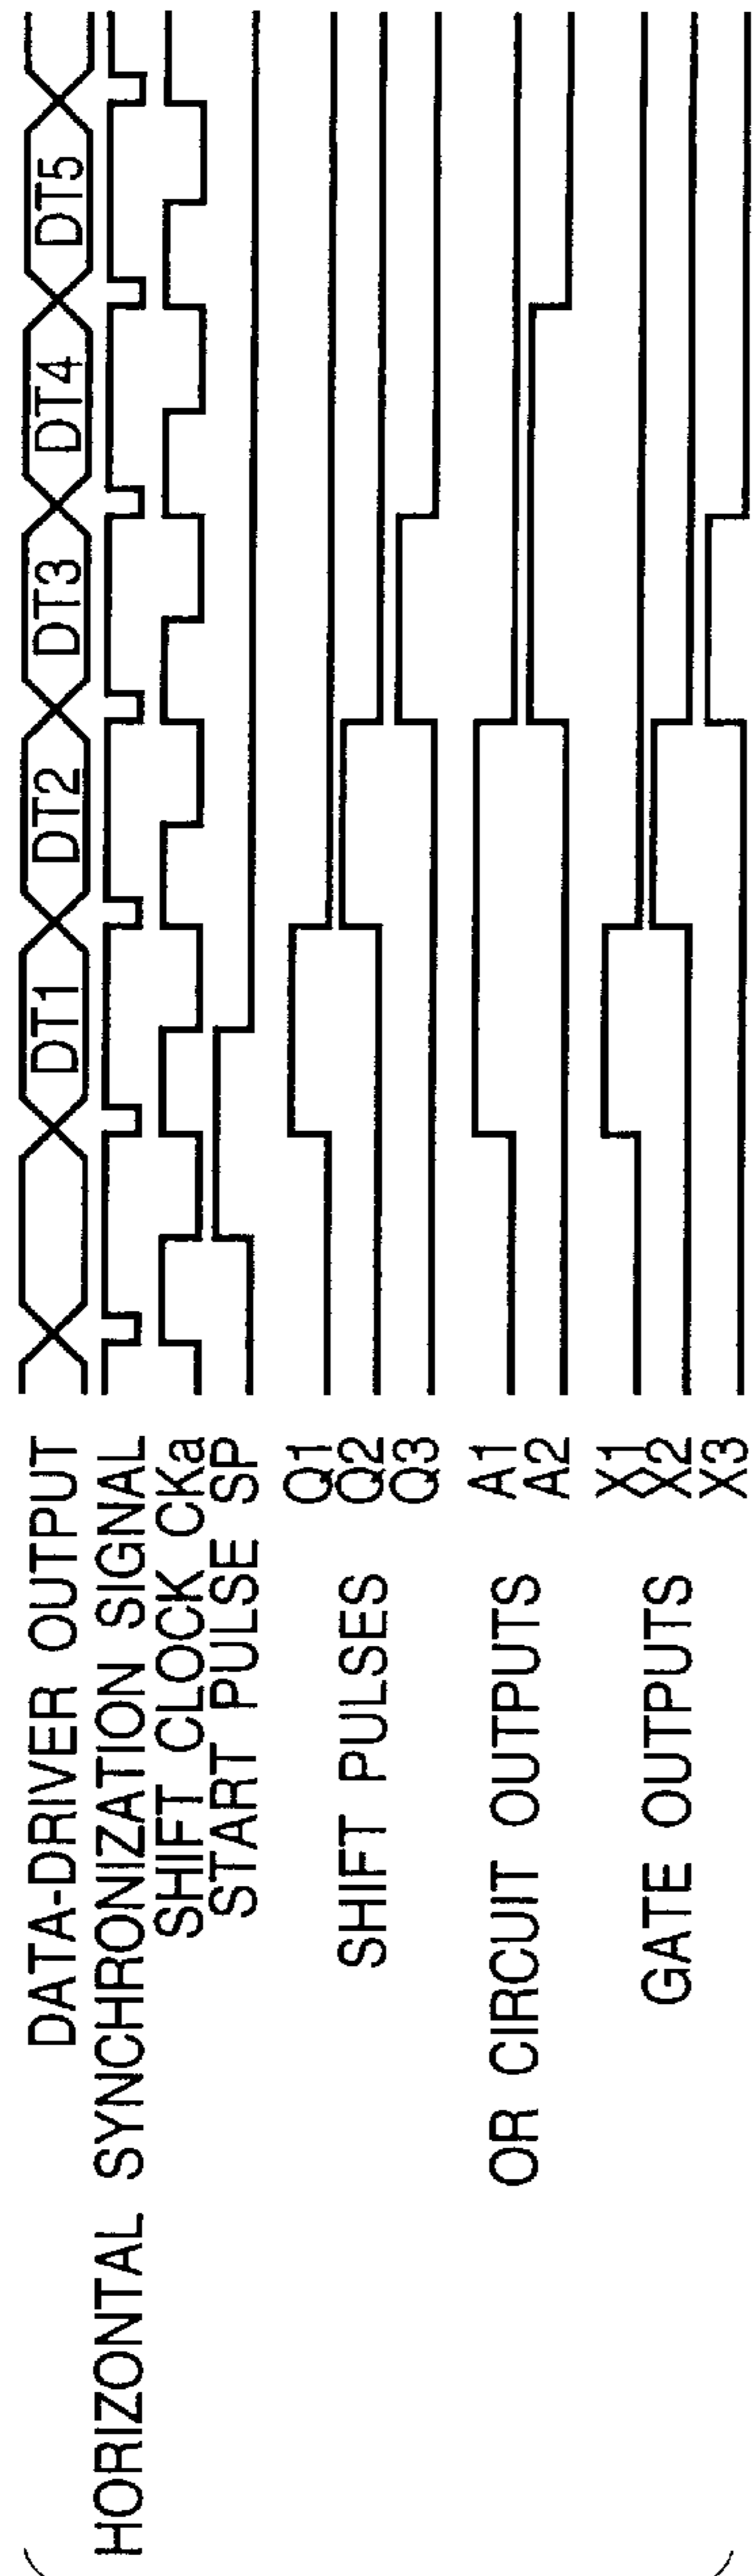 DATA-DRIVER OUTPUT
DT1 DT2 DT3 DT4 DT5
HORIZONTAL SYNCHRONIZATION SIGNAL
SHIFT CLOCK CKa
START PULSE SP
SHIFT PULSES
Q1
Q2
Q3
OR CIRCUIT OUTPUTS
A1
A2
GATE OUTPUTS
X1
X2
X3